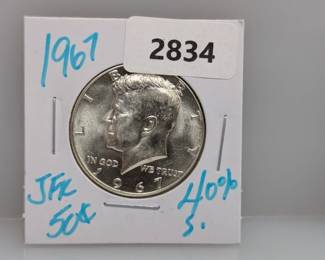 1967
2834
LIBERTY
IN GOD WE TRUST
1967
JFK
50¢
40%
S.